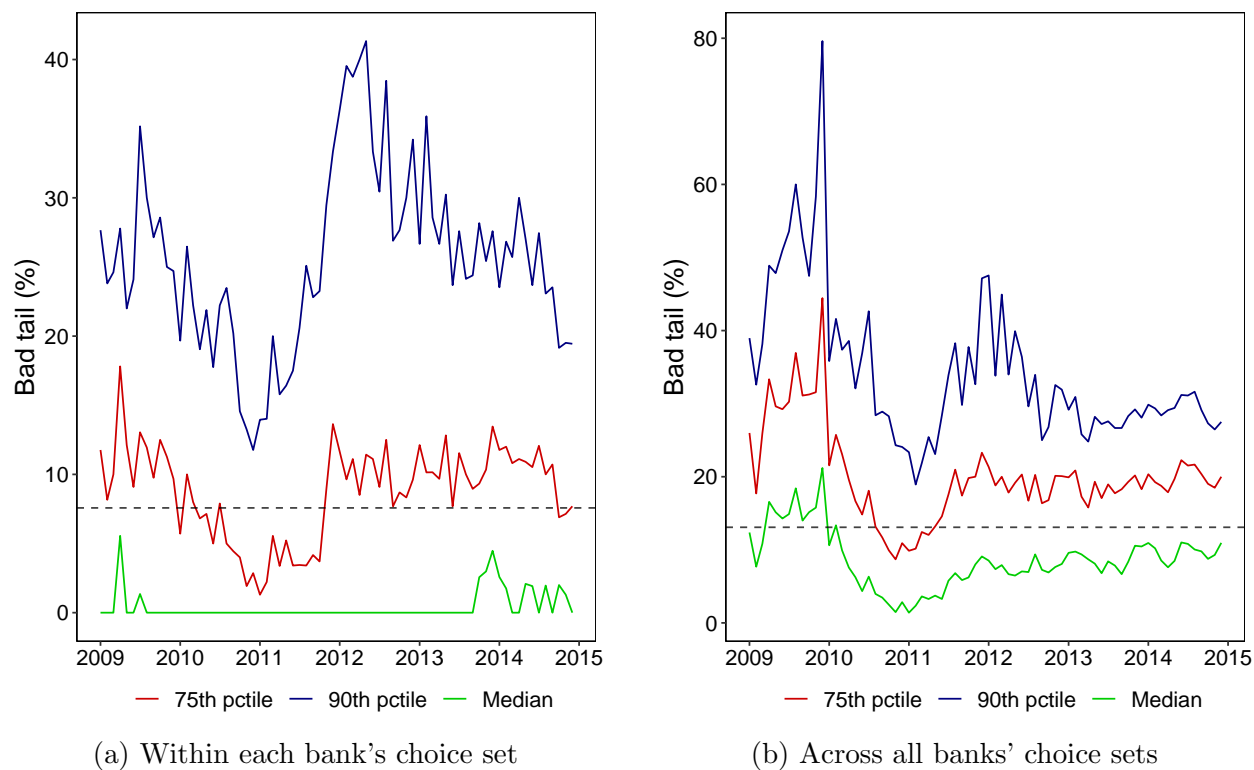 Bad tail (%)
40
30
20
10
0
2009 2010 2011 2012 2013 2014 2015
75th pctile 90th pctile Median
(a) Within each bank's choice set
Bad tail (%)
80
60
40
20
0
2009 2010 2011 2012 2013 2014 2015
75th pctile 90th pctile Median
(b) Across all banks' choice sets